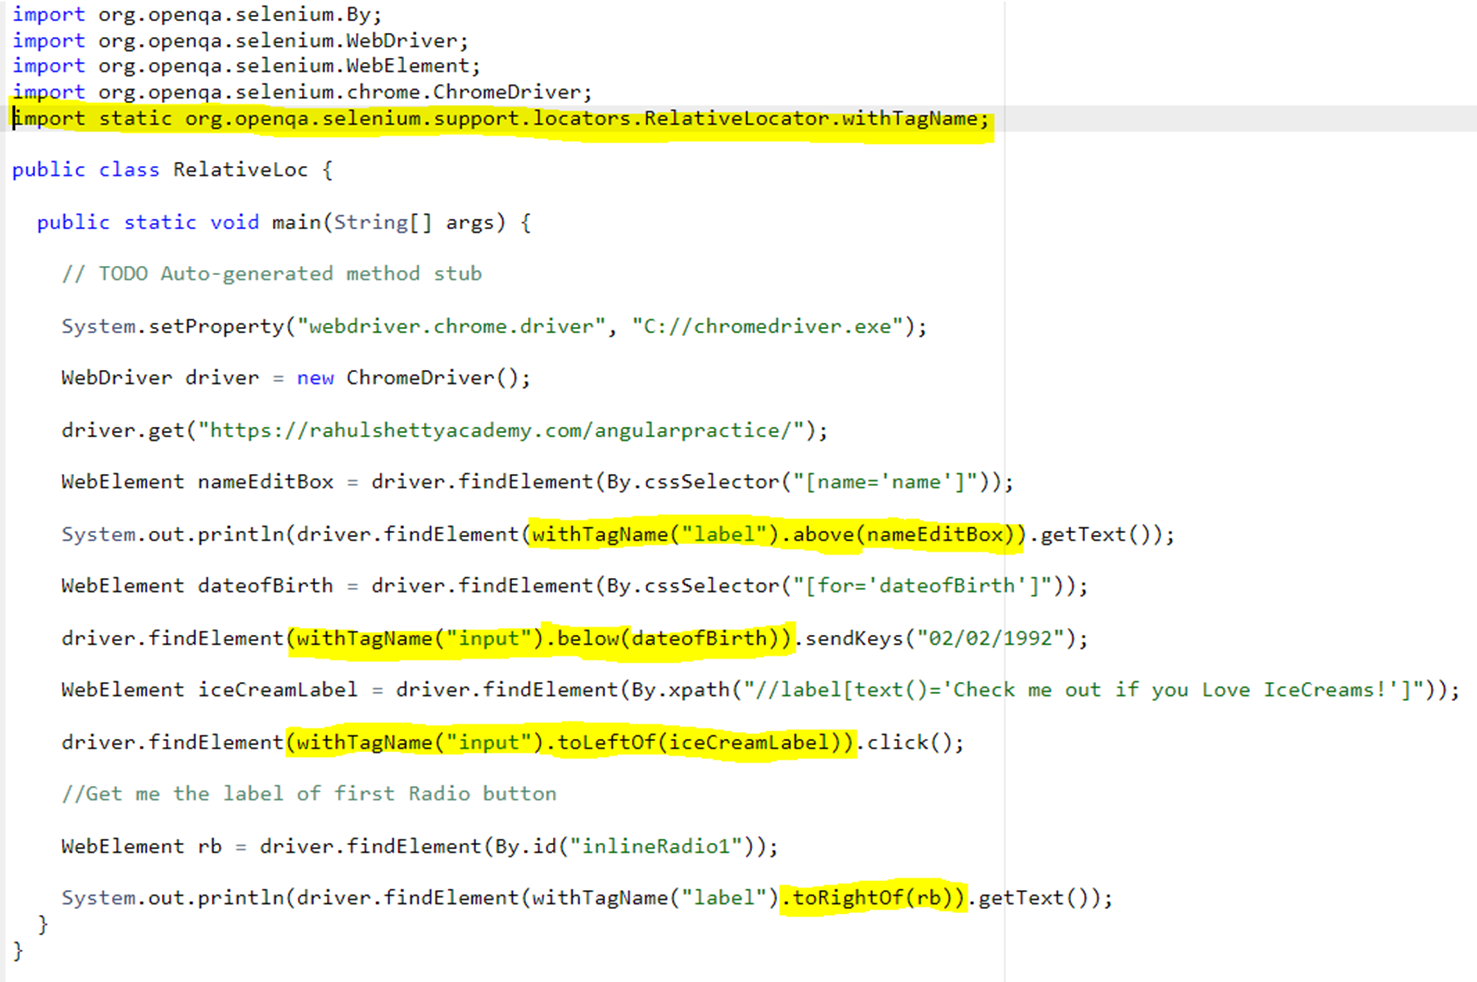 import org.openqa.selenium.By;
import org.openqa.selenium.WebDriver;
import org.openqa.selenium.WebElement;
import org.openqa.selenium.chrome.ChromeDriver;
import static org.openqa.selenium.support.locators.RelativeLocator.withTagName;
public class RelativeLoc {
public static void main(String[] args) {
// TODO Auto-generated method stub
System.setProperty("webdriver.chrome.driver", "C://chromedriver.exe");
WebDriver driver = new ChromeDriver();
driver.get("https://rahulshettyacademy.com/angularpractice/");
WebElement nameEditBox = driver.findElement(By.cssSelector("[name='name']"));
System.out.println(driver.findElement(withTagName("label").above(nameEditBox)).getText());
WebElement dateofBirth = driver.findElement(By.cssSelector("[for='dateofBirth']"));
driver.findElement(withTagName("input").below(dateofBirth)).sendKeys("02/02/1992");
WebElement iceCreamLabel = driver.findElement(By.xpath("//label[text()='Check me out if you Love IceCreams!']"));
driver.findElement(withTagName("input").toLeftOf(iceCreamLabel)).click();
//Get me the label of first Radio button
WebElement rb = driver.findElement(By.id("inlineRadio1"));
System.out.println(driver.findElement(withTagName("label").toRightOf(rb)).getText());
}
}